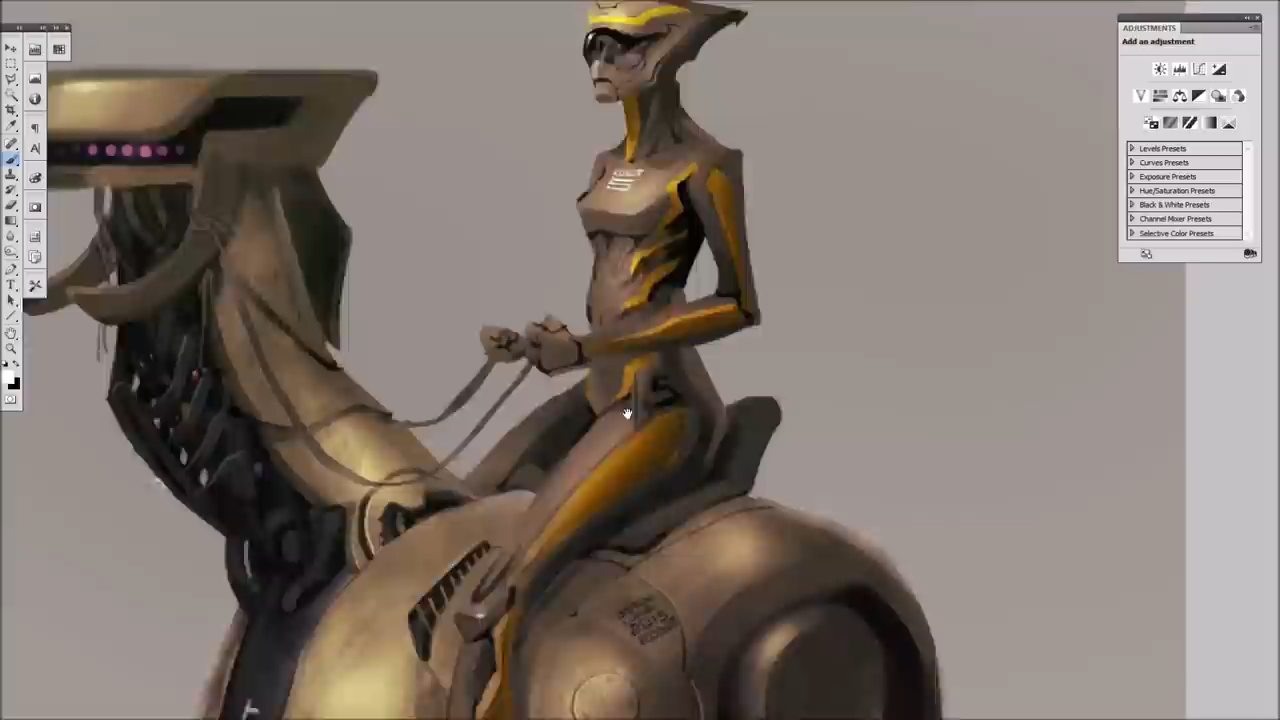 ADJUSTMENTS
Add an adjustment
Levels Presets
Curves Presets
Exposure Presets
Hue/Saturation Presets
Black & White Presets
Channel Mixer Presets
Selective Color Presets